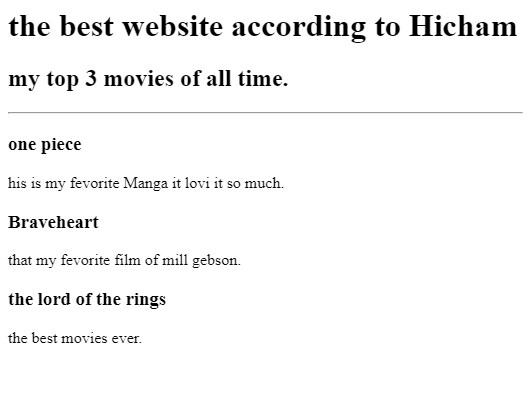 the best website according to Hicham
my top 3 movies of all time.
one piece
his is my fevorite Manga it lovi it so much.
Braveheart
that my fevorite film of mill gebson.
the lord of the rings
the best movies ever.